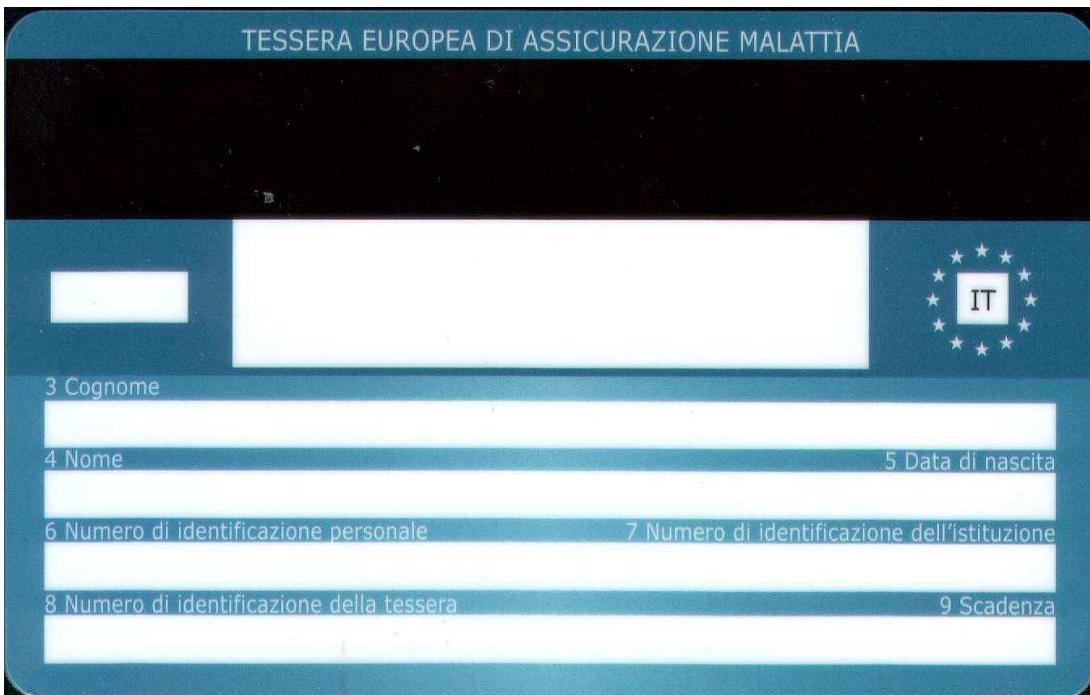 TESSERA EUROPEA DI ASSICURAZIONE MALATTIA
IT
3 Cognome
4 Nome 5 Data di nascita
6 Numero di identificazione personale 7 Numero di identificazione dell'istituzione
8 Numero di identificazione della tessera 9 Scadenza